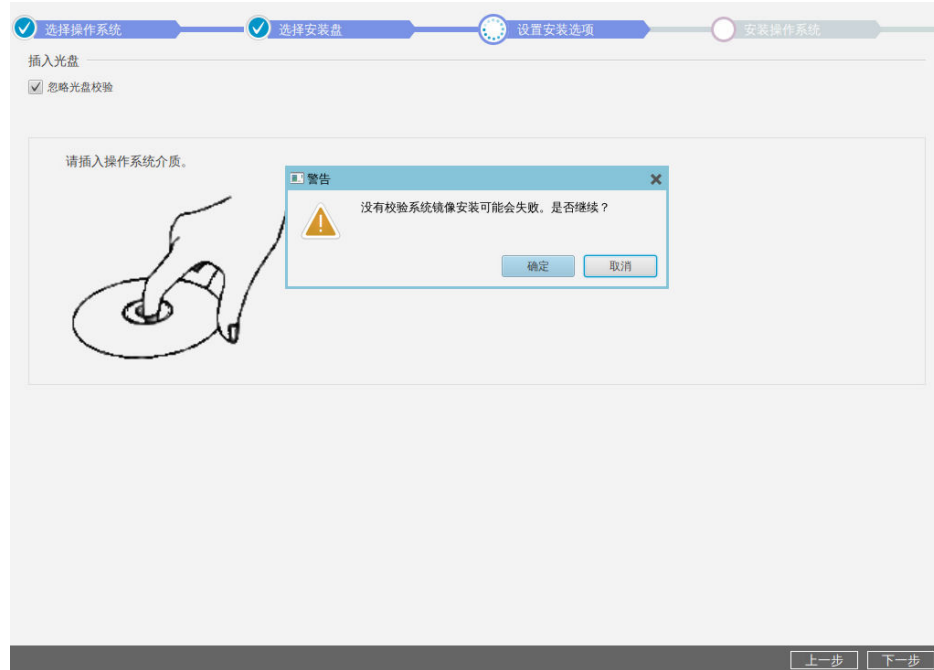 选择操作系统
选择安装盘
设置安装选项
安装操作系统
插入光盘
忽略光盘校验
请插入操作系统介质。
警告
没有校验系统镜像安装可能会失败。是否继续？
确定
取消
上一步
下一步